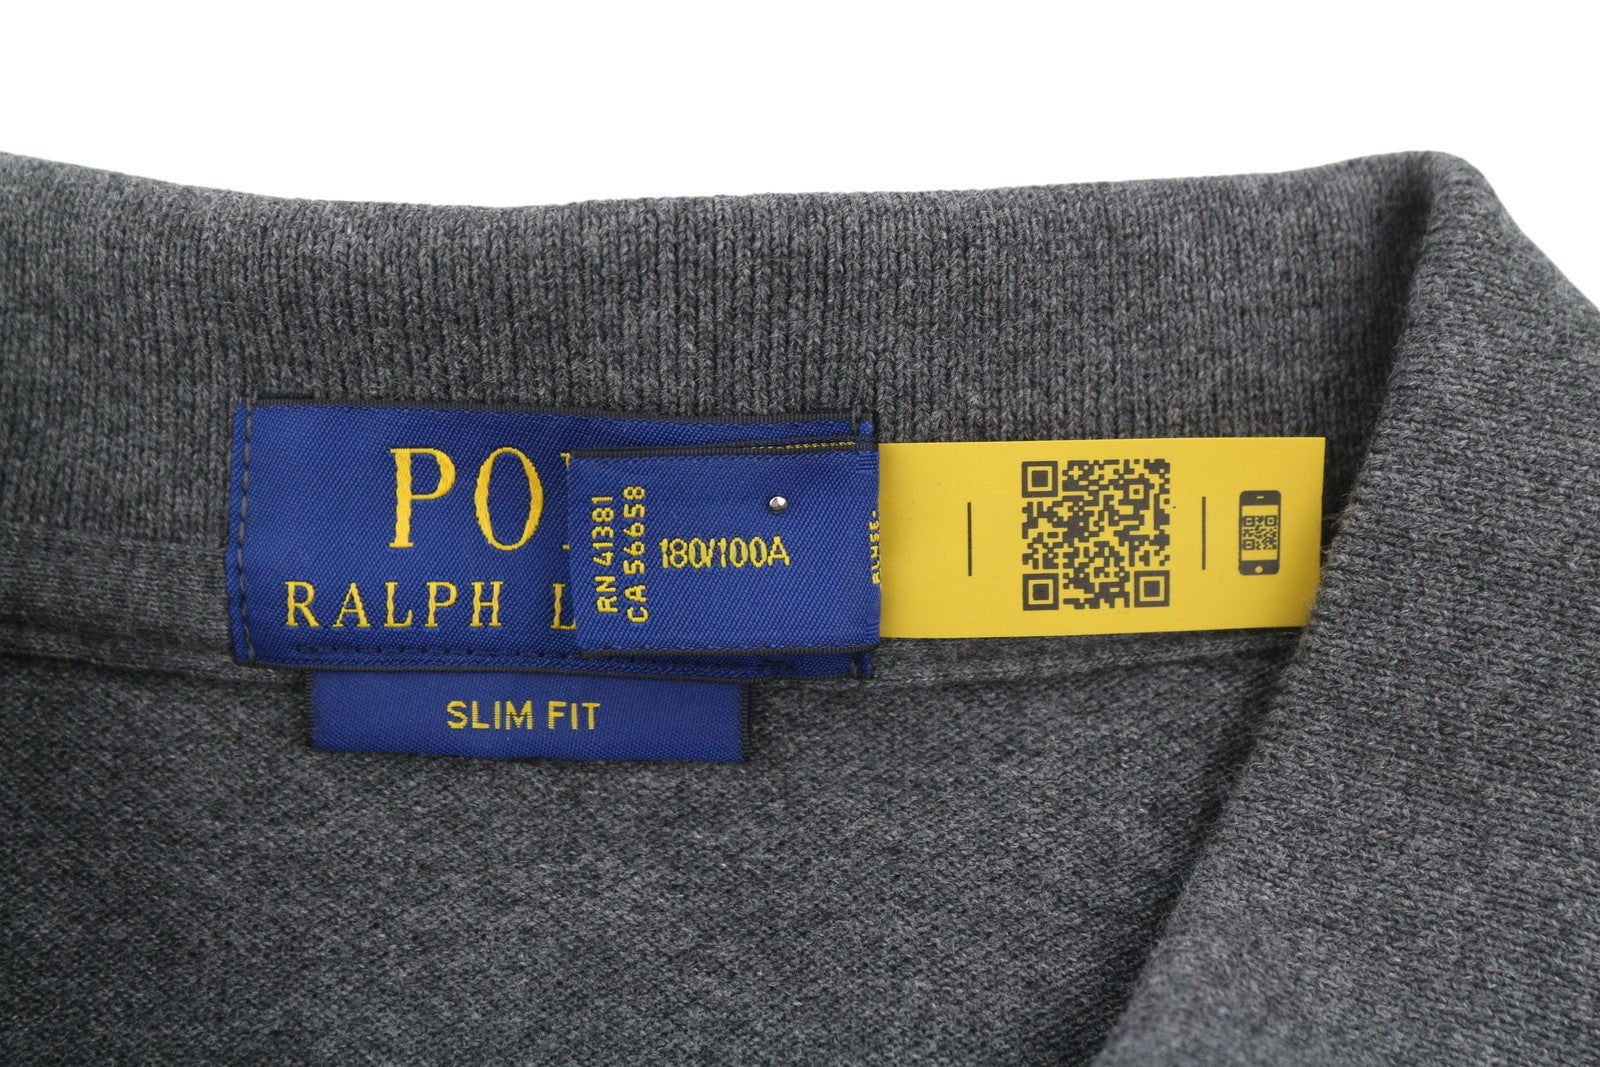 PO
RALPH L
RN 41381
CA 56658
180/100A
SLIM FIT